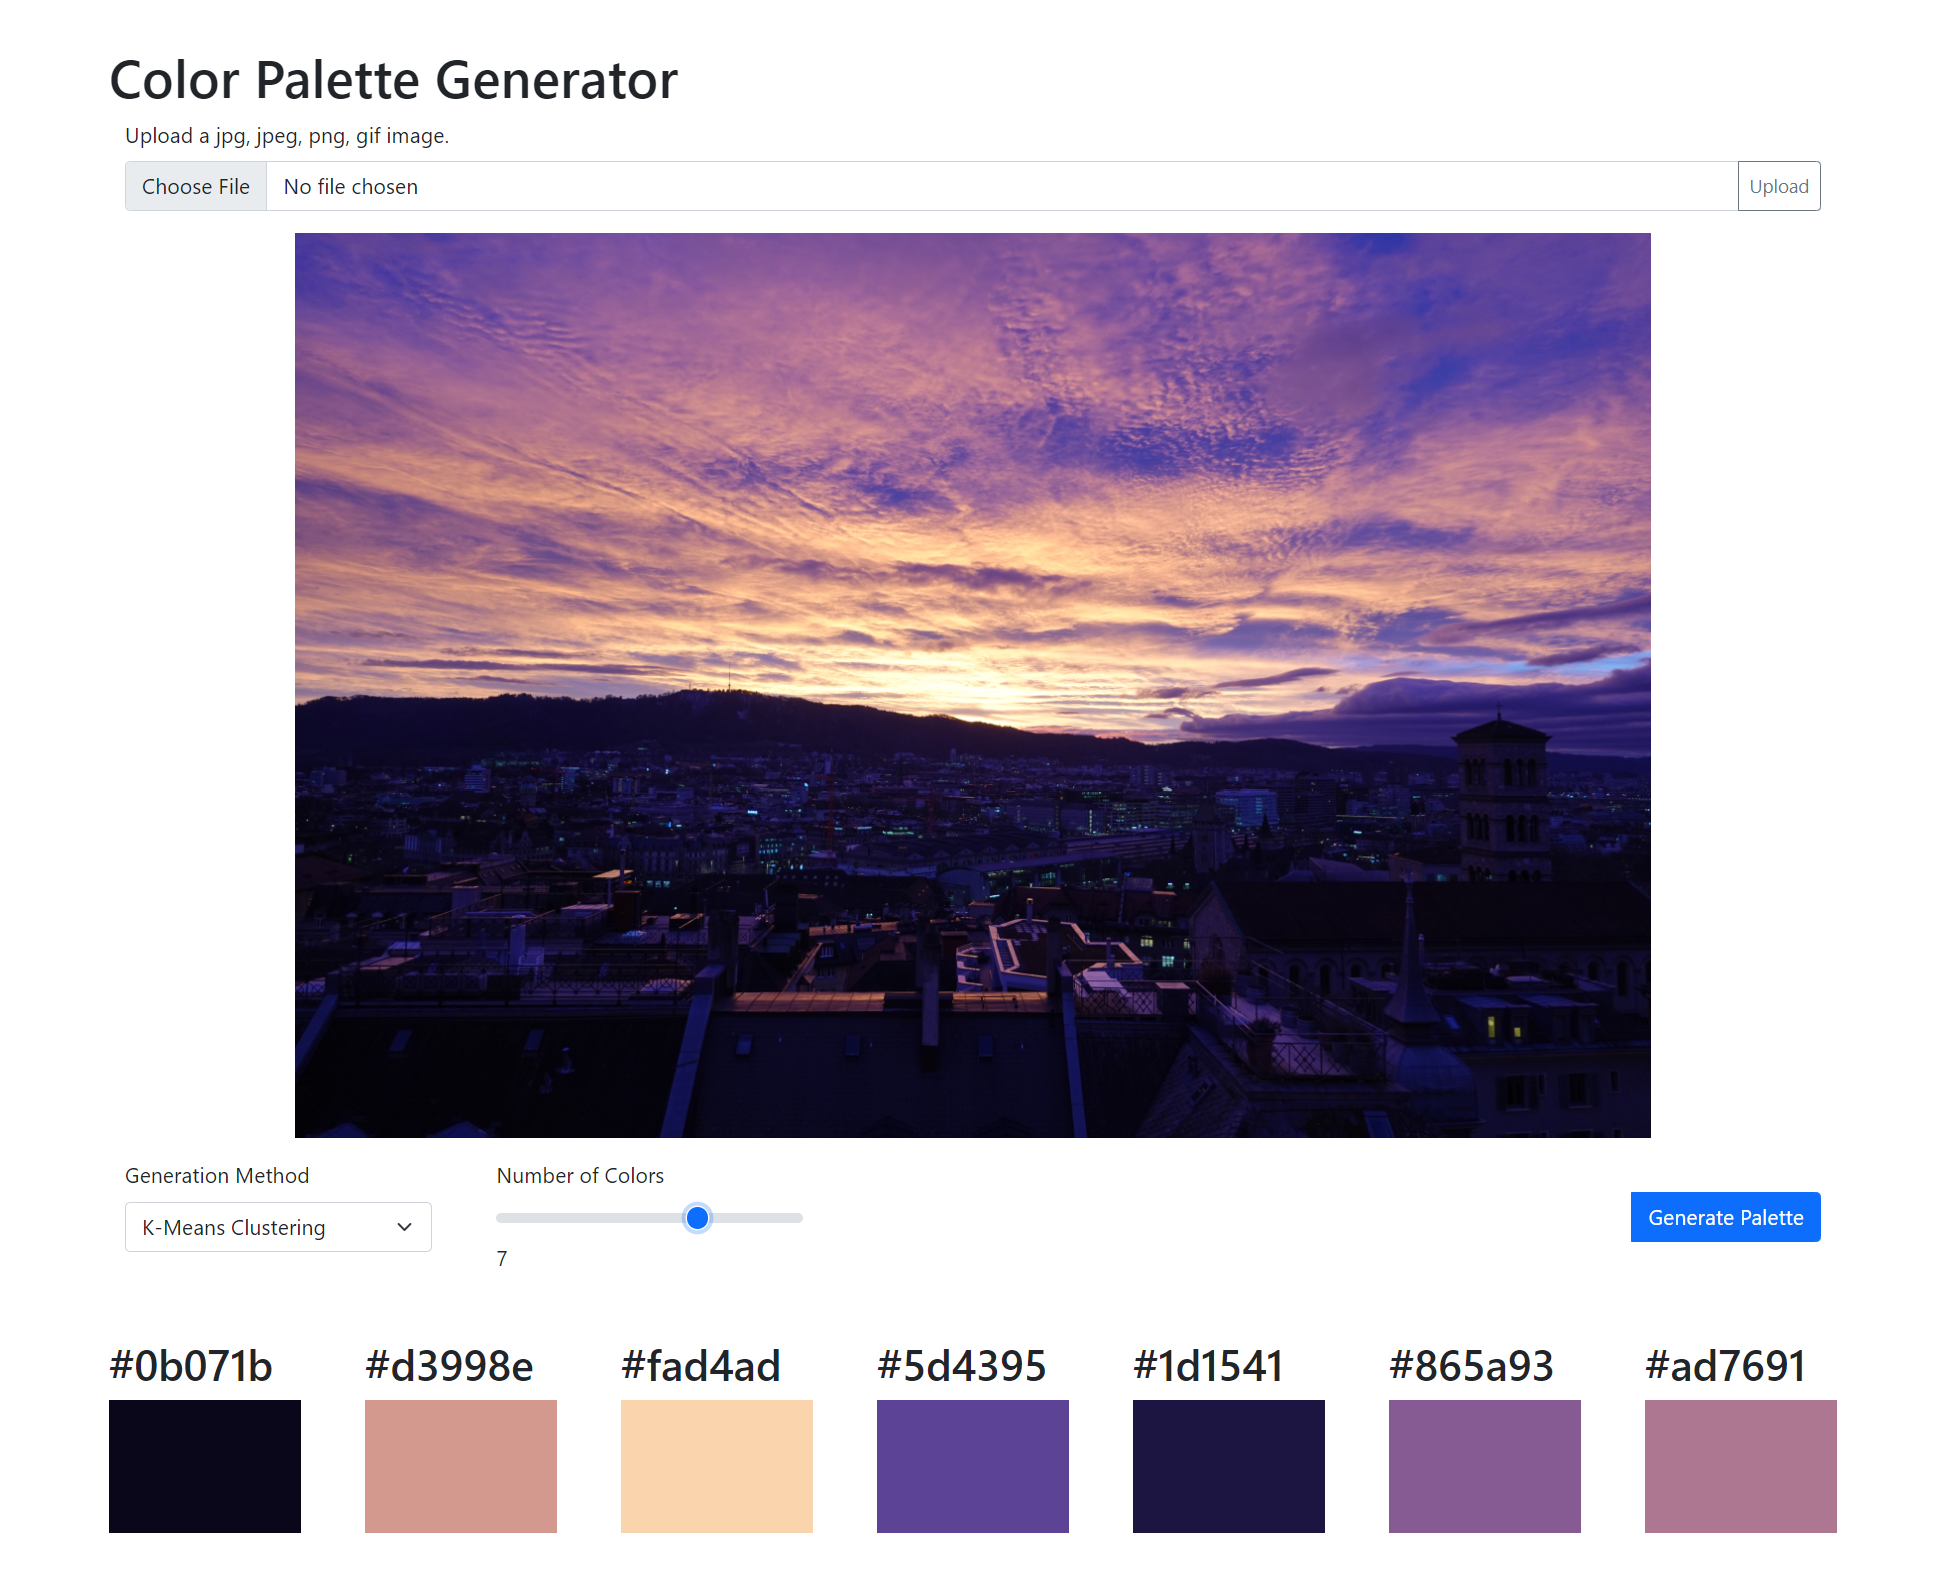 Color Palette Generator
Upload a jpg, jpeg, png, gif image.
Choose File No file chosen Upload
Generation Method Number of Colors
K-Means Clustering Generate Palette
7
#0b071b #d3998e #fad4ad #5d4395 #1d1541 #865a93 #ad7691